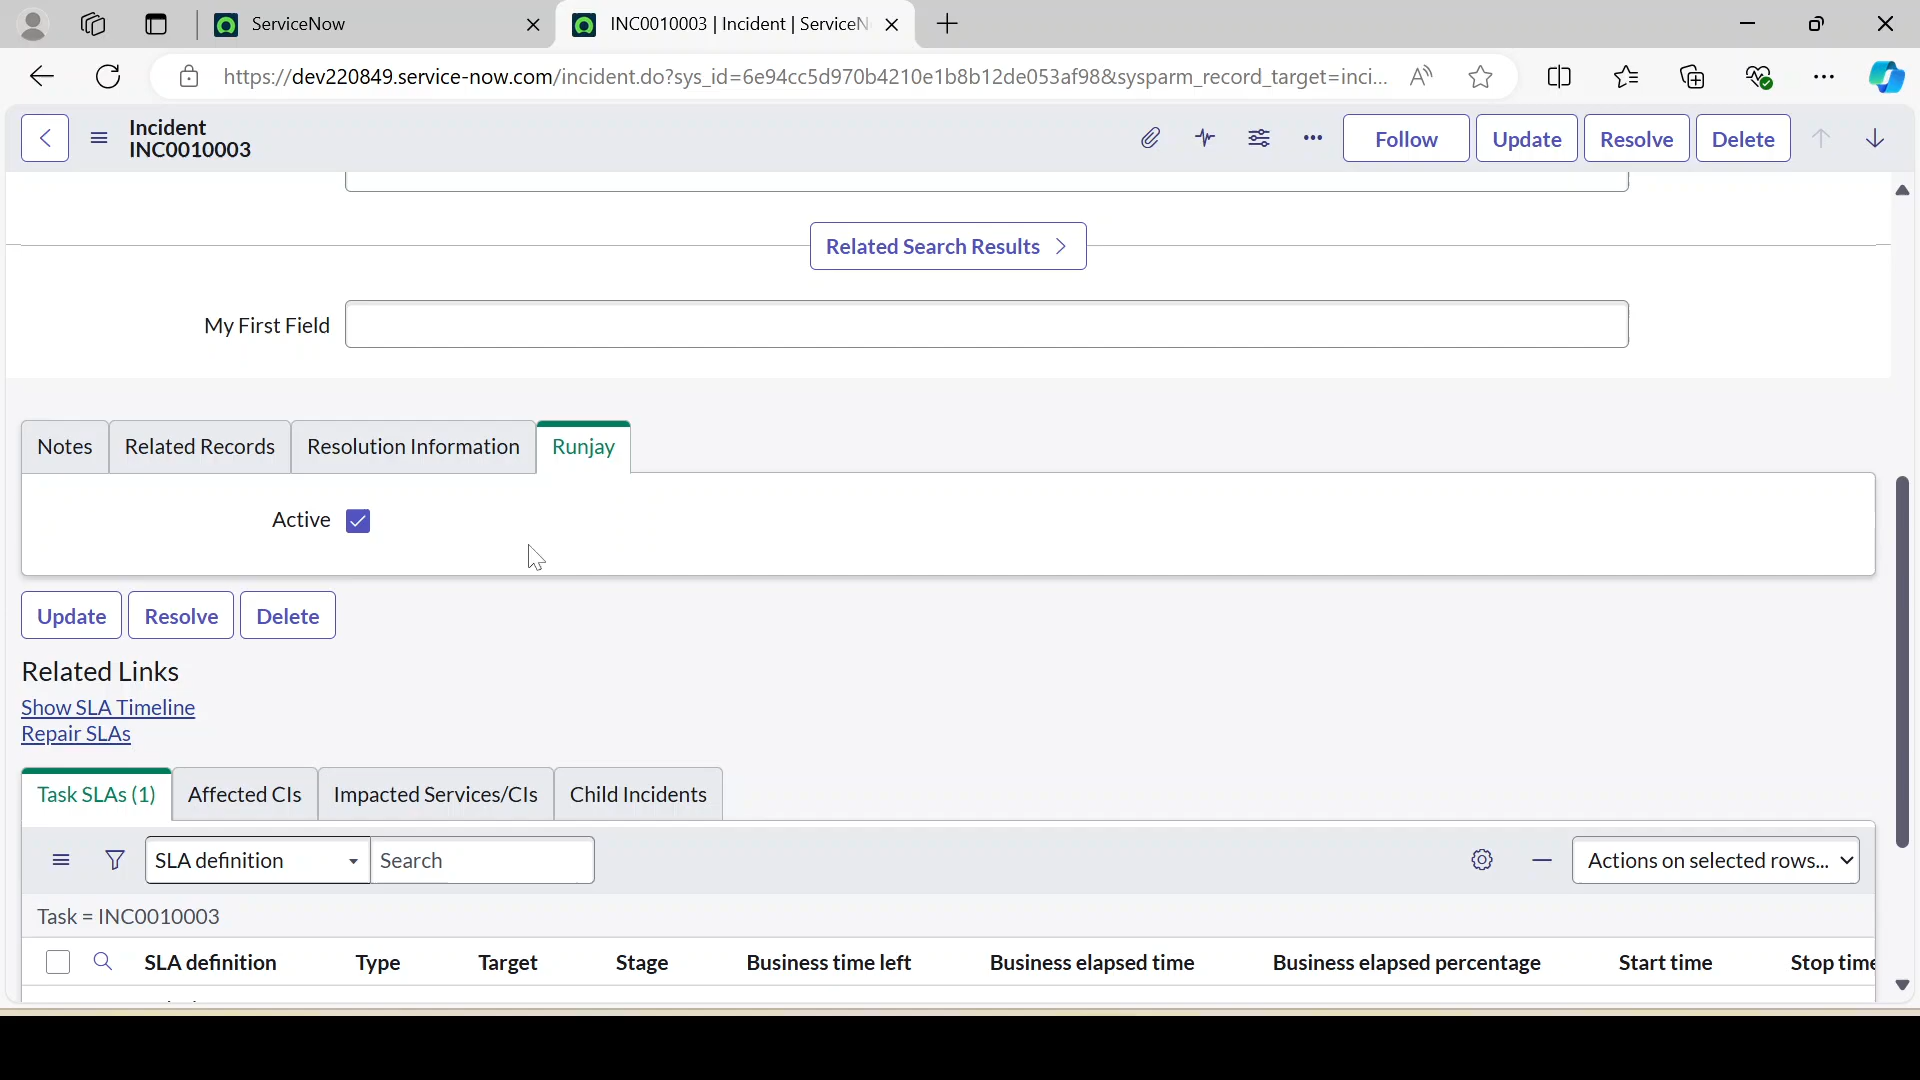 ServiceNow
INC0010003 | Incident | ServiceN
https://dev220849.service-now.com/incident.do?sys_id=6e94cc5d970b4210e1b8b12de053af98&sysparm_record_target=inci...
Incident
INC0010003
Follow
Update
Resolve
Delete
Related Search Results
My First Field
Notes
Related Records
Resolution Information
Runjay
Active
Update
Resolve
Delete
Related Links
Show SLA Timeline
Repair SLAs
Task SLAs (1)
Affected CIs
Impacted Services/CIs
Child Incidents
SLA definition
Search
Actions on selected rows...
Task = INC0010003
SLA definition
Type
Target
Stage
Business time left
Business elapsed time
Business elapsed percentage
Start time
Stop time